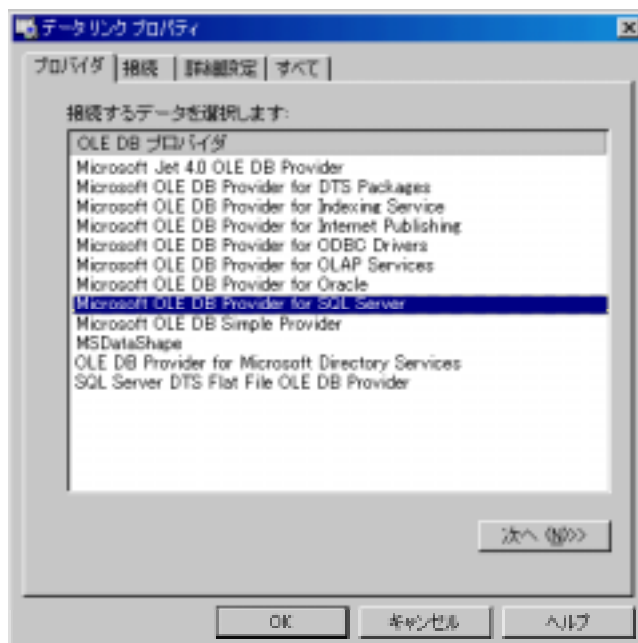 データ リンク プロパティ
プロバイダ 接続 詳細設定 すべて
接続するデータを選択します:
OLE DB プロバイダ
Microsoft Jet 4.0 OLE DB Provider
Microsoft OLE DB Provider for DTS Packages
Microsoft OLE DB Provider for Indexing Service
Microsoft OLE DB Provider for Internet Publishing
Microsoft OLE DB Provider for ODBC Drivers
Microsoft OLE DB Provider for OLAP Services
Microsoft OLE DB Provider for Oracle
Microsoft OLE DB Provider for SQL Server
Microsoft OLE DB Simple Provider
MSDataShape
OLE DB Provider for Microsoft Directory Services
SQL Server DTS Flat File OLE DB Provider
次へ (N)>>
OK キャンセル ヘルプ